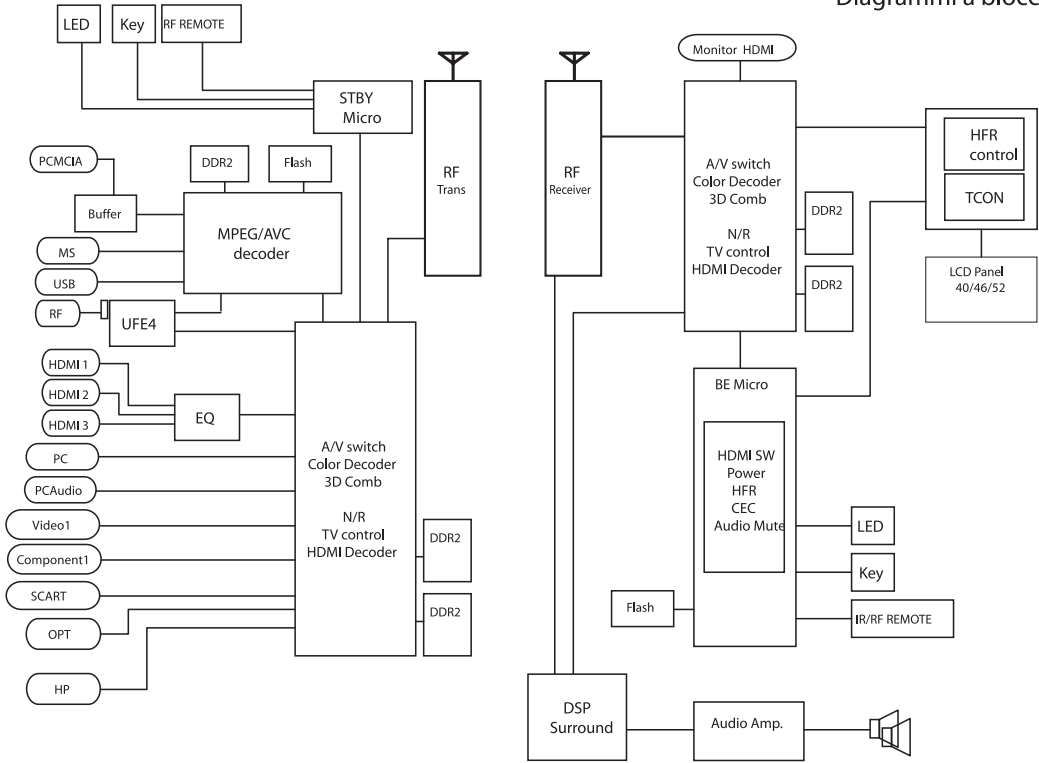 Diagrammi a blocc
LED
Key
RF REMOTE
STBY
Micro
PCMCIA
DDR2
Flash
Buffer
MPEG/AVC
decoder
MS
USB
RF
UFE4
HDMI 1
HDMI 2
HDMI 3
EQ
PC
PCAudio
Video1
Component1
SCART
OPT
HP
A/V switch
Color Decoder
3D Comb
N/R
TV control
HDMI Decoder
DDR2
DDR2
RF
Trans
RF
Receiver
Monitor HDMI
A/V switch
Color Decoder
3D Comb
N/R
TV control
HDMI Decoder
DDR2
DDR2
HFR
control
TCON
LCD Panel
40/46/52
BE Micro
HDMI SW
Power
HFR
CEC
Audio Mute
LED
Key
Flash
IR/RF REMOTE
DSP
Surround
Audio Amp.